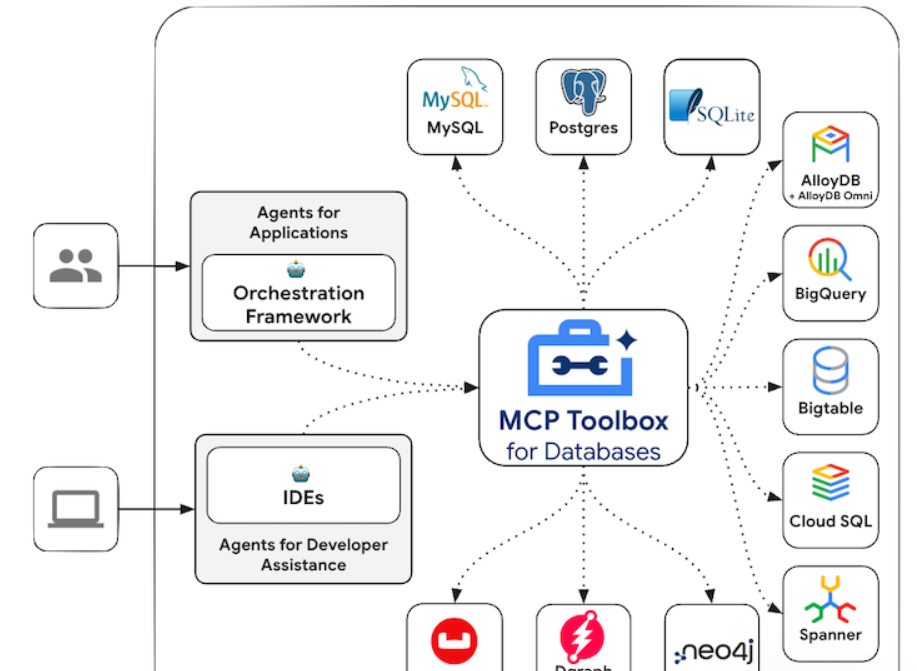 MySQL.
MySQL
Postgres
SQLite
AlloyDB
+ AlloyDB Omni
Agents for
Applications
Orchestration
Framework
BigQuery
MCP Toolbox
for Databases
Bigtable
IDEs
Agents for Developer
Assistance
Cloud SQL
Spanner
Dgraph
neo4j